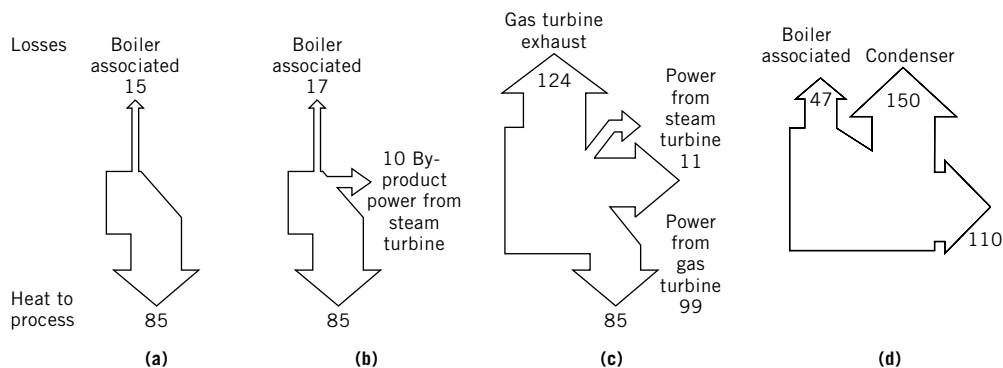 Losses
Boiler
associated
15
Boiler
associated
17
10 By-
product
power from
steam
turbine
Gas turbine
exhaust
124
Power
from
steam
turbine
11
Power
from
gas
turbine
99
Boiler
associated
47
Condenser
150
110
Heat to
process
85
85
85
(a)
(b)
(c)
(d)